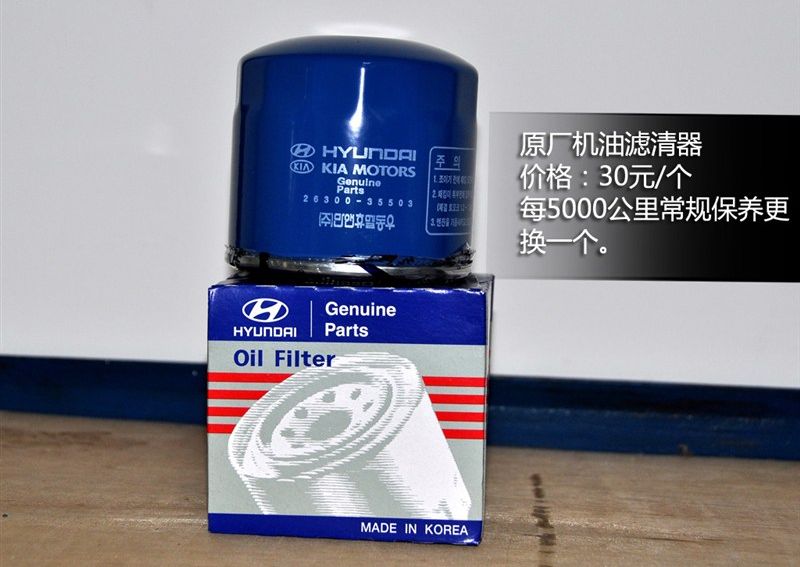 HYUNDAI
KIA KIA MOTORS
Genuine
Parts
26300-35503
주 의
원厂机油滤清器
价格：30元/个
每5000公里常规保养更
换一个。
HYUNDAI
Genuine
Parts
Oil Filter
MADE IN KOREA